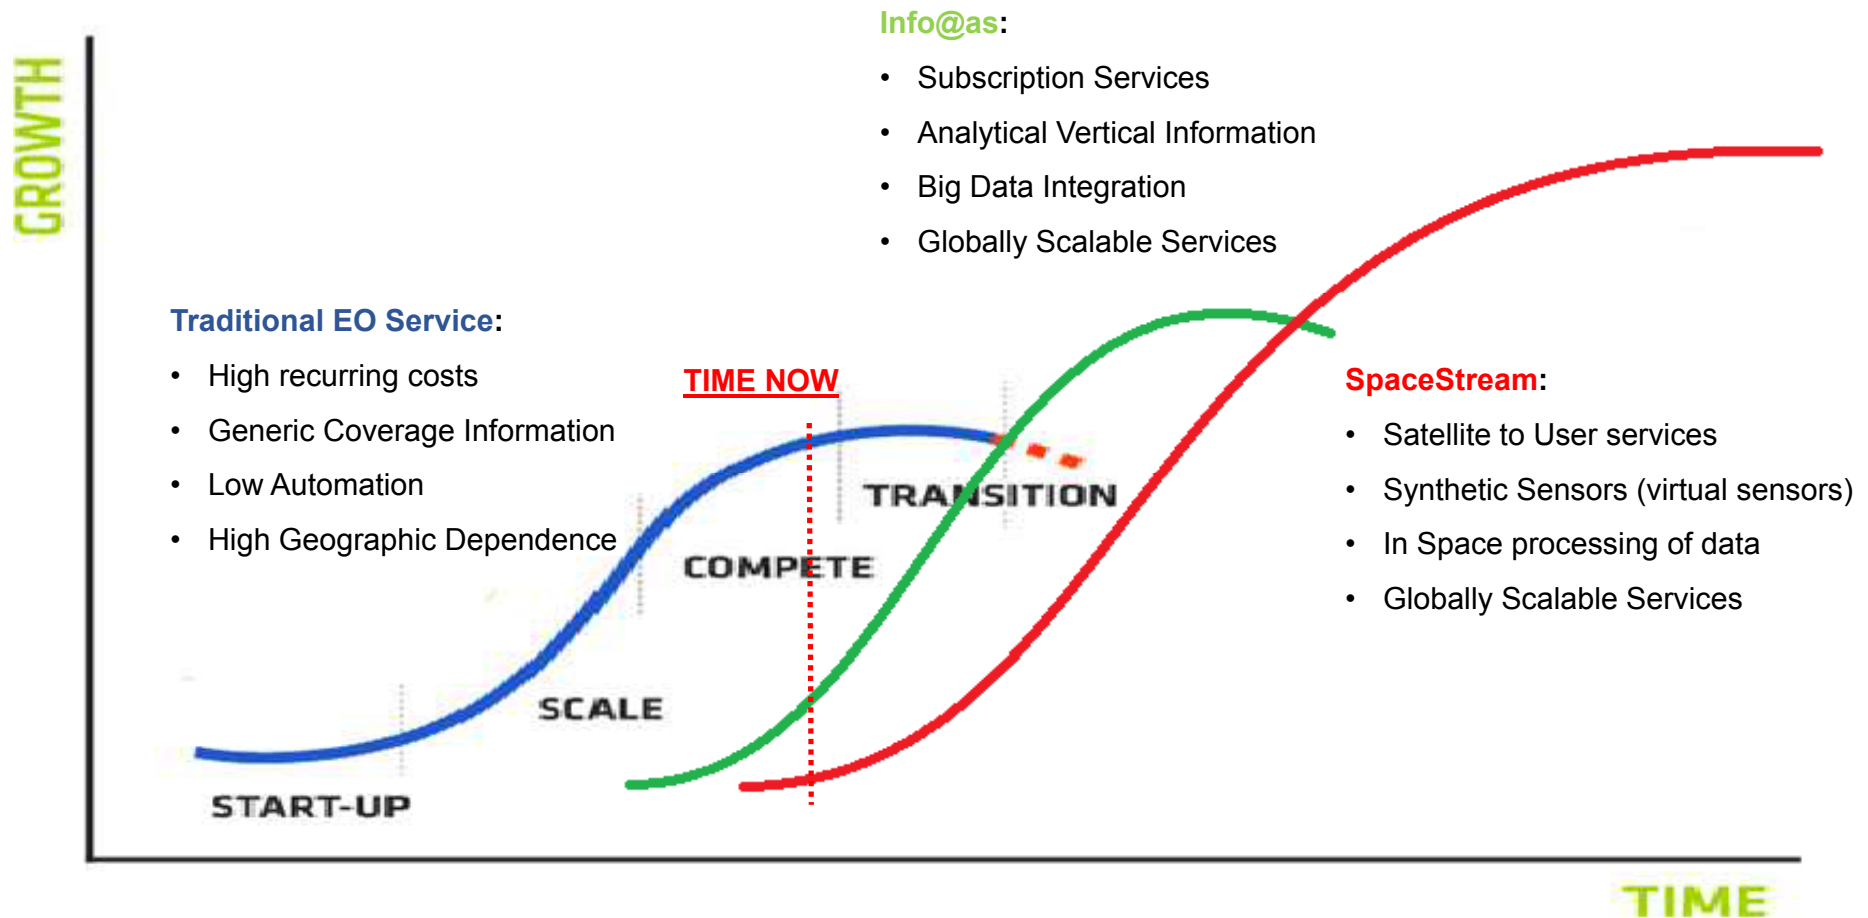 GROWTH
Info@as:
• Subscription Services
• Analytical Vertical Information
• Big Data Integration
• Globally Scalable Services
Traditional EO Service:
• High recurring costs
• Generic Coverage Information
• Low Automation
• High Geographic Dependence
TIME NOW
SpaceStream:
• Satellite to User services
• Synthetic Sensors (virtual sensors)
• In Space processing of data
• Globally Scalable Services
TRANSITION
COMPETE
SCALE
START-UP
TIME